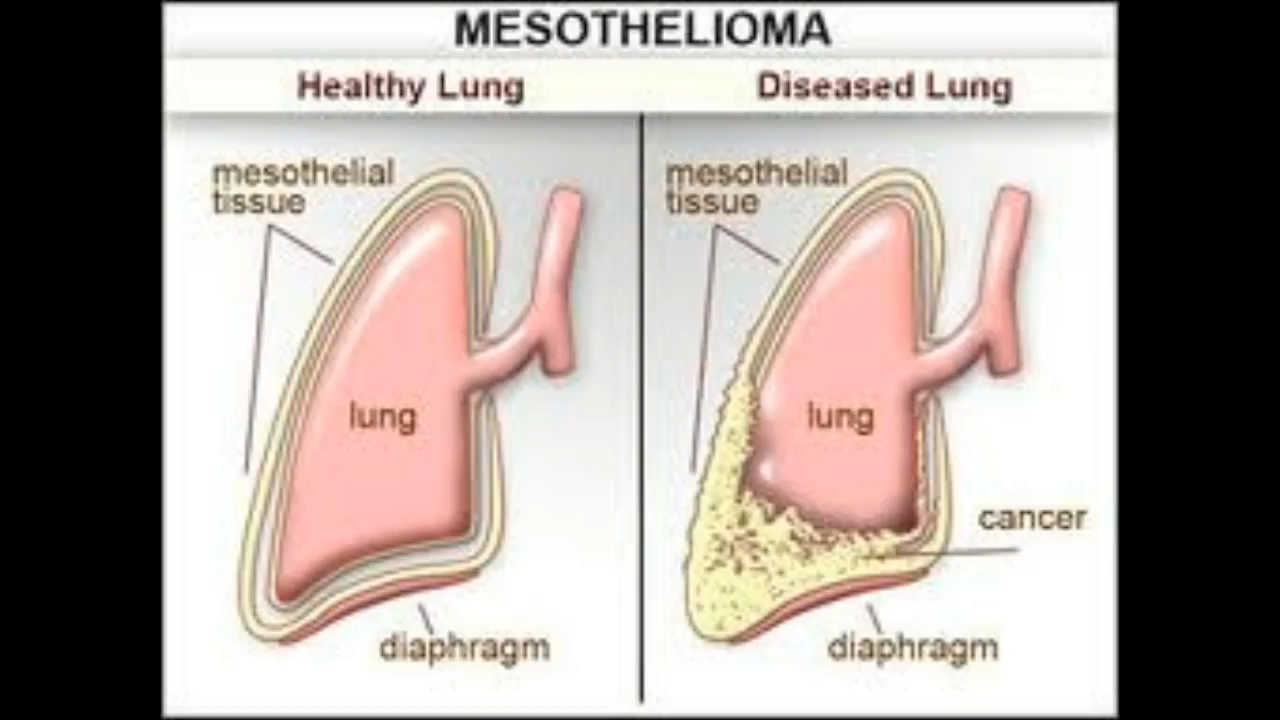 MESOTHELIOMA
Healthy Lung
Diseased Lung
mesothelial
tissue
lung
diaphragm
mesothelial
tissue
lung
cancer
diaphragm